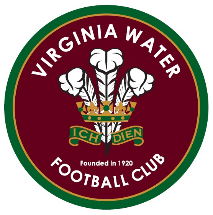 VIRGINIA WATER
ICH DIEN
Founded in 1920
FOOTBALL CLUB